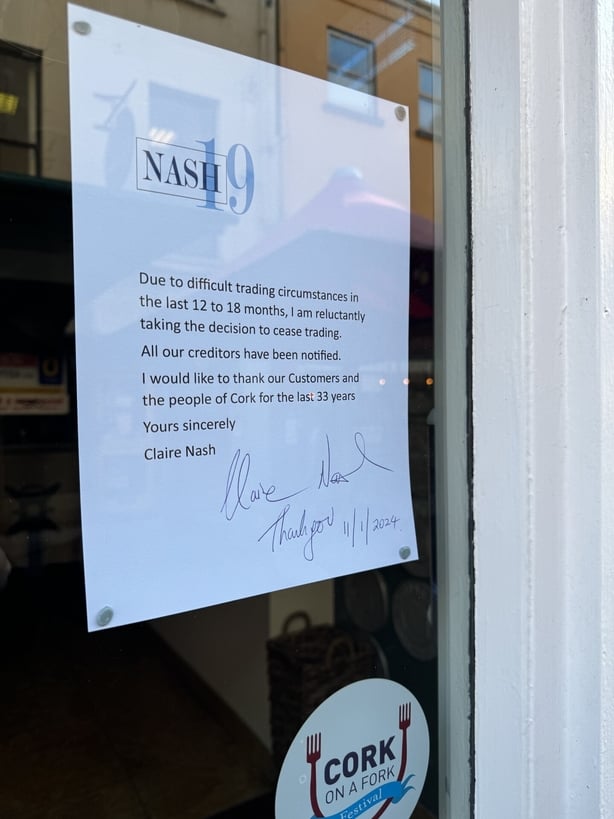 NASH 19
Due to difficult trading circumstances in
the last 12 to 18 months, I am reluctantly
taking the decision to cease trading.
All our creditors have been notified.
I would like to thank our Customers and
the people of Cork for the last 33 years
Yours sincerely
Claire Nash
Claire Nash
Thank you 11/1/2024.
CORK
ON A FORK
Festival